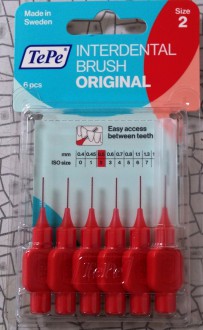 Made in
Sweden
Size
2
TePe
INTERDENTAL
BRUSH
ORIGINAL
6 pcs
Easy access
between teeth
mm 0.4 0.45 0.5 0.6 0.7 0.8 1.1 1.3
ISO size 0 1 2 3 4 5 6 7
TePe